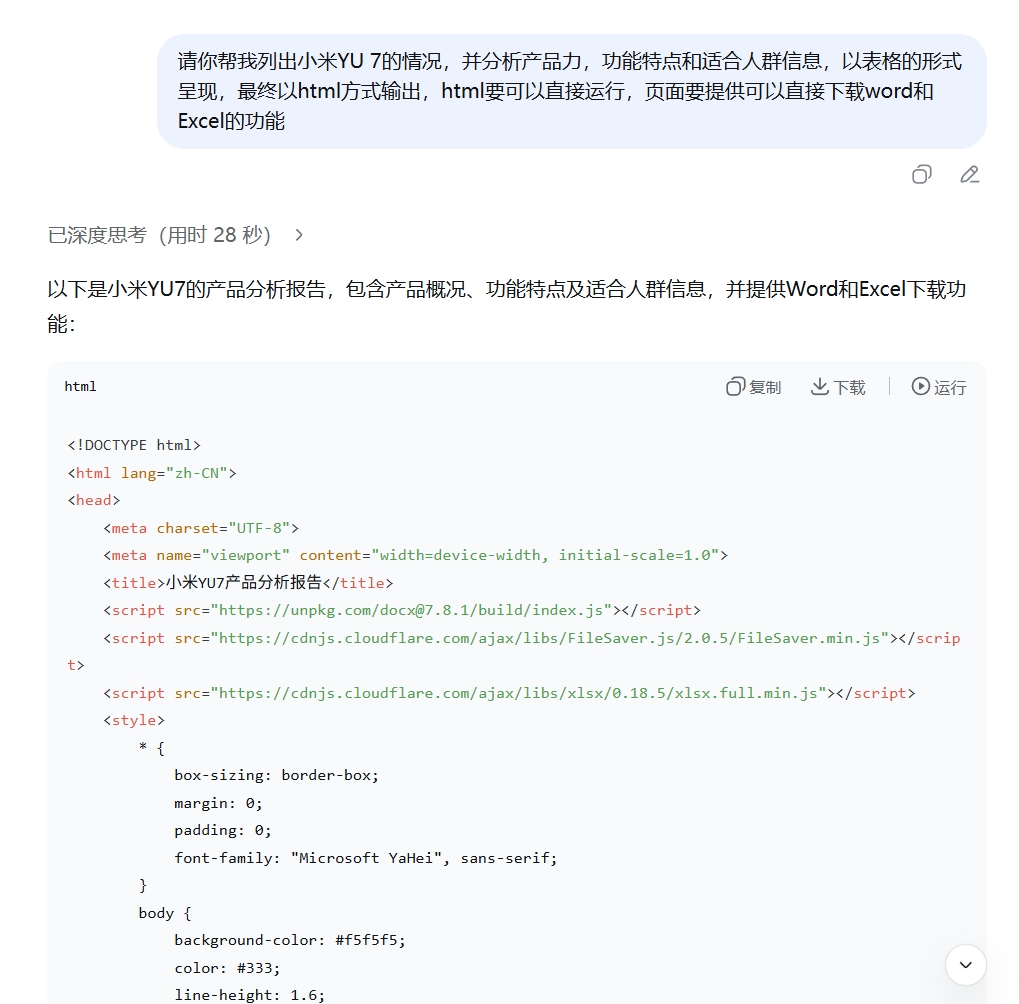 请你帮我列出小米YU 7的情况，并分析产品力，功能特点和适合人群信息，以表格的形式
呈现，最终以html方式输出，html要可以直接运行，页面要提供可以直接下载word和
Excel的功能
已深度思考（用时 28 秒）
以下是小米YU7的产品分析报告，包含产品概况、功能特点及适合人群信息，并提供Word和Excel下载功
能：
html 复制 下载 运行
<!DOCTYPE html>
<html lang="zh-CN">
<head>
    <meta charset="UTF-8">
    <meta name="viewport" content="width=device-width, initial-scale=1.0">
    <title>小米YU7产品分析报告</title>
    <script src="https://unpkg.com/docx@7.8.1/build/index.js"></script>
    <script src="https://cdnjs.cloudflare.com/ajax/libs/FileSaver.js/2.0.5/FileSaver.min.js"></scrip
t>
    <script src="https://cdnjs.cloudflare.com/ajax/libs/xlsx/0.18.5/xlsx.full.min.js"></script>
    <style>
        * {
            box-sizing: border-box;
            margin: 0;
            padding: 0;
            font-family: "Microsoft YaHei", sans-serif;
        }
        body {
            background-color: #f5f5f5;
            color: #333;
            line-height: 1.6;